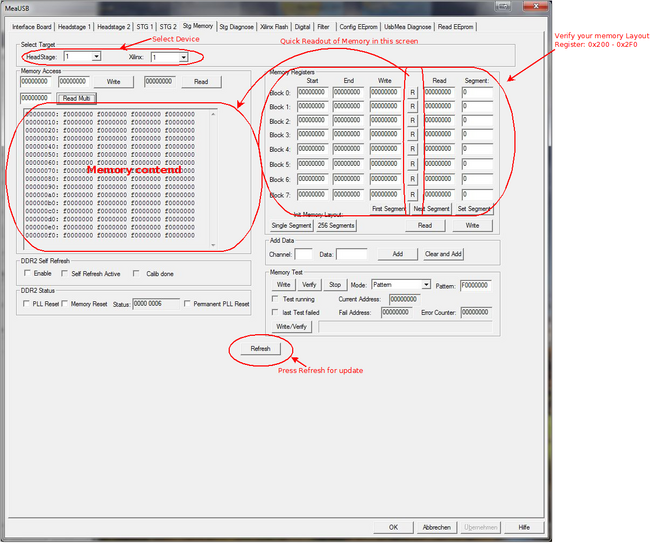 MeaUSB
Interface Board Headstage 1 Headstage 2 STG 1 STG 2 Stg Memory Stg Diagnose Xilinx Flash Digital Filter Config EEprom UsbMea Diagnose Read EEprom
Select Target
HeadStage: 1 Xilinx: 1
Select Device
Quick Readout of Memory in this screen
Verify your memory Layout
Register: 0x200 - 0x2F0
Memory Access
00000000 00000000 Write 00000000 Read
00000000 Read Multi
00000000: f0000000 f0000000 f0000000 f0000000
00000010: f0000000 f0000000 f0000000 f0000000
00000020: f0000000 f0000000 f0000000 f0000000
00000030: f0000000 f0000000 f0000000 f0000000
00000040: f0000000 f0000000 f0000000 f0000000
00000050: f0000000 f0000000 f0000000 f0000000
00000060: f0000000 f0000000 f0000000 f0000000
00000070: f0000000 f0000000 f0000000 f0000000
00000080: f0000000 f0000000 f0000000 f0000000
00000090: f0000000 f0000000 f0000000 f0000000
000000a0: f0000000 f0000000 f0000000 f0000000
000000b0: f0000000 f0000000 f0000000 f0000000
000000c0: f0000000 f0000000 f0000000 f0000000
000000d0: f0000000 f0000000 f0000000 f0000000
000000e0: f0000000 f0000000 f0000000 f0000000
000000f0: f0000000 f0000000 f0000000 f0000000
Memory contend
Memory Registers
Start End Write Read Segment:
Block 0: 00000000 00000000 00000000 R 00000000 0
Block 1: 00000000 00000000 00000000 R 00000000 0
Block 2: 00000000 00000000 00000000 R 00000000 0
Block 3: 00000000 00000000 00000000 R 00000000 0
Block 4: 00000000 00000000 00000000 R 00000000 0
Block 5: 00000000 00000000 00000000 R 00000000 0
Block 6: 00000000 00000000 00000000 R 00000000 0
Block 7: 00000000 00000000 00000000 R 00000000 0
First Segment Next Segment Set Segment
Init Memory Layout:
Single Segment 256 Segments Read Write
Add Data
Channel: Data: Add Clear and Add
DDR2 Self Refresh
Enable Self Refresh Active Calib done
DDR2 Status
PLL Reset Memory Reset Status: 0000 0006 Permanent PLL Reset
Memory Test
Write Verify Stop Mode: Pattern Pattern: F0000000
Test running Current Address: 00000000
last Test failed Fail Address: 00000000 Error Counter: 00000000
Write/Verify
Refresh
Press Refresh for update
OK Abbrechen Übernehmen Hilfe